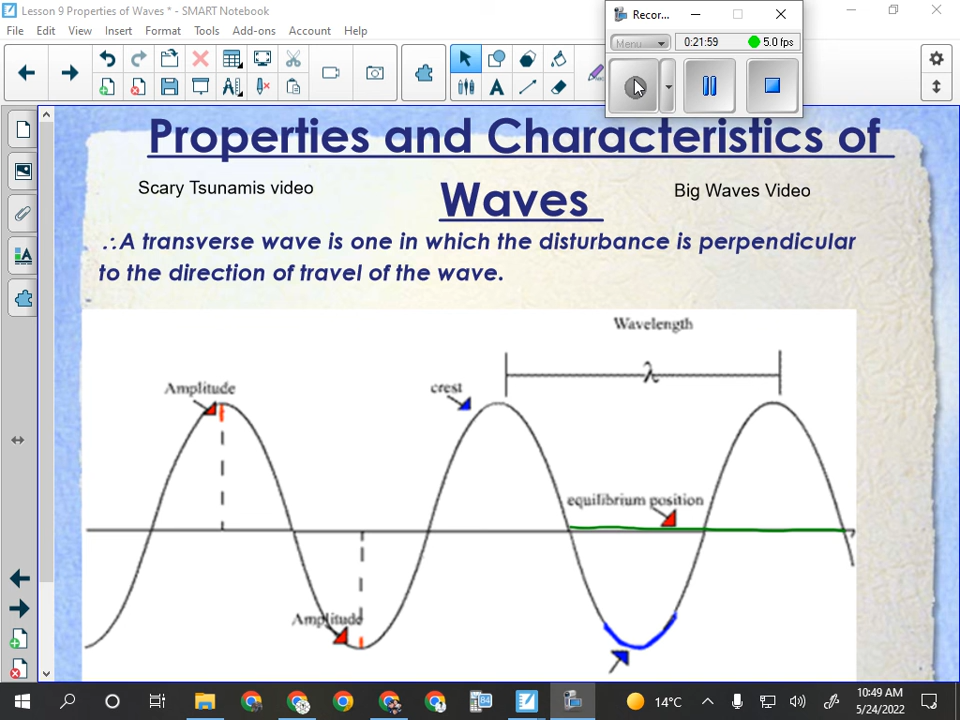 Lesson 9 Properties of Waves * - SMART Notebook
Recor...
File Edit View Insert Format Tools Add-ons Account Help
Menu 0:21:59 5.0 fps
Properties and Characteristics of
Scary Tsunamis video
Waves
Big Waves Video
∴A transverse wave is one in which the disturbance is perpendicular
to the direction of travel of the wave.
Wavelength
λ
Amplitude
crest
equilibrium position
Amplitude
14°C
10:49 AM
5/24/2022